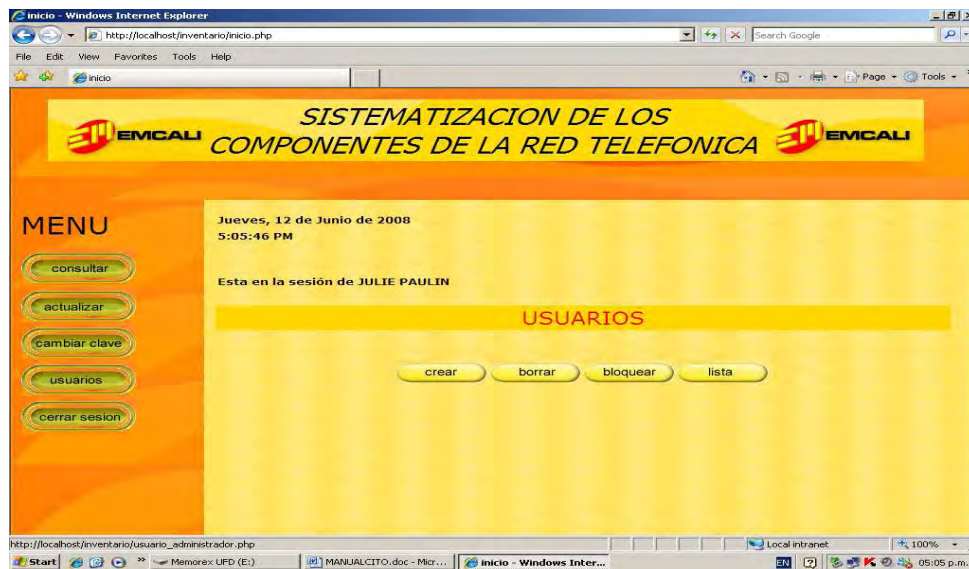 inicio - Windows Internet Explorer
http://localhost/inventario/inicio.php
Search Google
File Edit View Favorites Tools Help
inicio
Page Tools
EMCALI
SISTEMATIZACION DE LOS
COMPONENTES DE LA RED TELEFONICA
EMCALI
MENU
consultar
actualizar
cambiar clave
usuarios
cerrar sesion
Jueves, 12 de Junio de 2008
5:05:46 PM
Esta en la sesión de JULIE PAULIN
USUARIOS
crear borrar bloquear lista
http://localhost/inventario/usuario_administrador.php
Local intranet 100%
Start Memorex UFD (E:) MANUALCITO.doc - Micr... inicio - Windows Inter... EN 05:05 p.m.